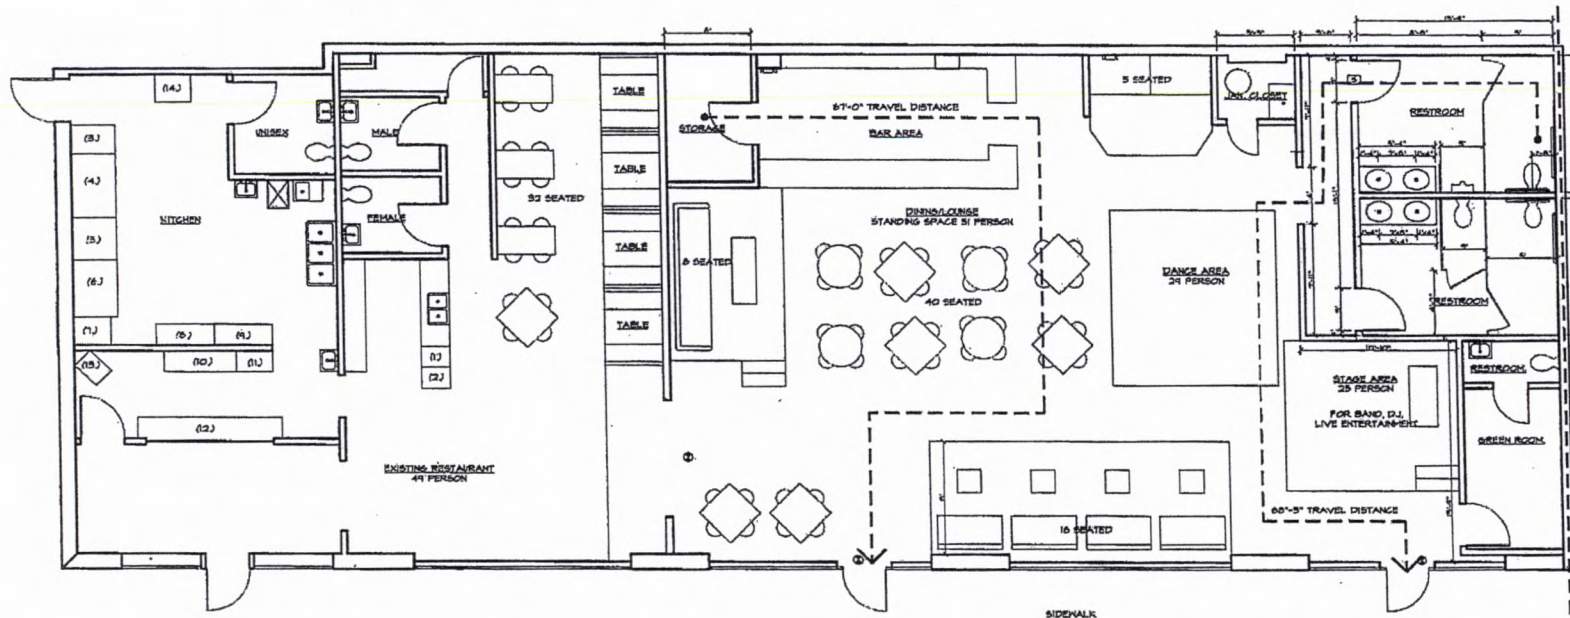 8'
(14.)
UNISEX
MALE
(3.)
(4.)
(5.)
(6.)
(7.)
KITCHEN
FEMALE
(8.)
(9.)
(10.)
(11.)
(13.)
(12.)
(1.)
(2.)
32 SEATED
TABLE
TABLE
TABLE
TABLE
EXISTING RESTAURANT
49 PERSON
STORAGE
67'-0" TRAVEL DISTANCE
BAR AREA
5 SEATED
JAN. CLOSET
RESTROOM
DINING/LOUNGE
STANDING SPACE 51 PERSON
8 SEATED
40 SEATED
DANCE AREA
29 PERSON
RESTROOM
STAGE AREA
25 PERSON
FOR BAND, DJ,
LIVE ENTERTAINMENT
RESTROOM
GREEN ROOM
16 SEATED
68'-5" TRAVEL DISTANCE
SIDEWALK